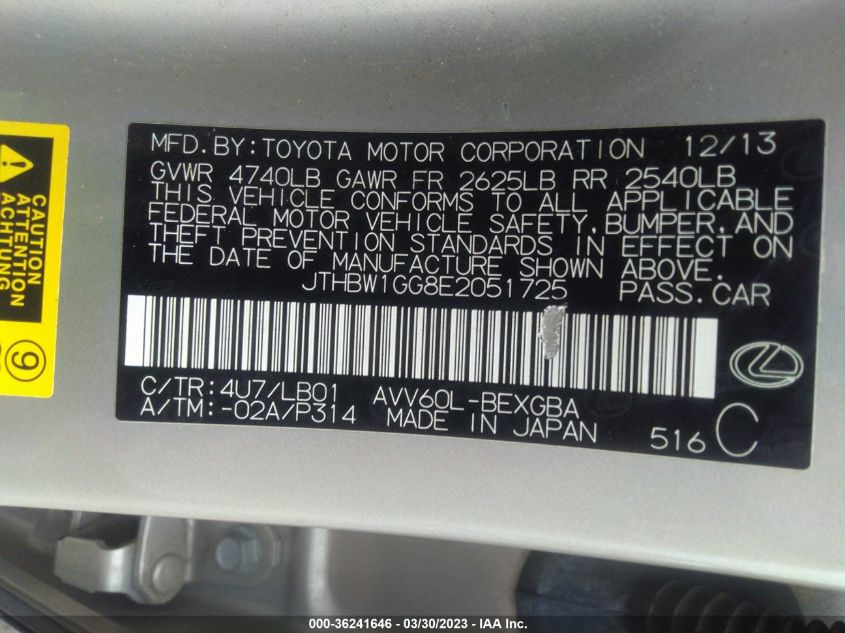 MFD. BY: TOYOTA MOTOR CORPORATION 12/13
GVWR 4740LB GAWR FR 2625LB RR 2540LB
THIS VEHICLE CONFORMS TO ALL APPLICABLE
FEDERAL MOTOR VEHICLE SAFETY, BUMPER, AND
THEFT PREVENTION STANDARDS IN EFFECT ON
THE DATE OF MANUFACTURE SHOWN ABOVE.
JTHBW1GG8E2051725 PASS. CAR
C/TR: 4U7/LB01 AVV60L-BEXGBA
A/TM: -02A/P314 MADE IN JAPAN
516 C
CAUTION
ATTENTION
ACHTUNG
9
000-36241646 — 03/30/2023 — IAA Inc.